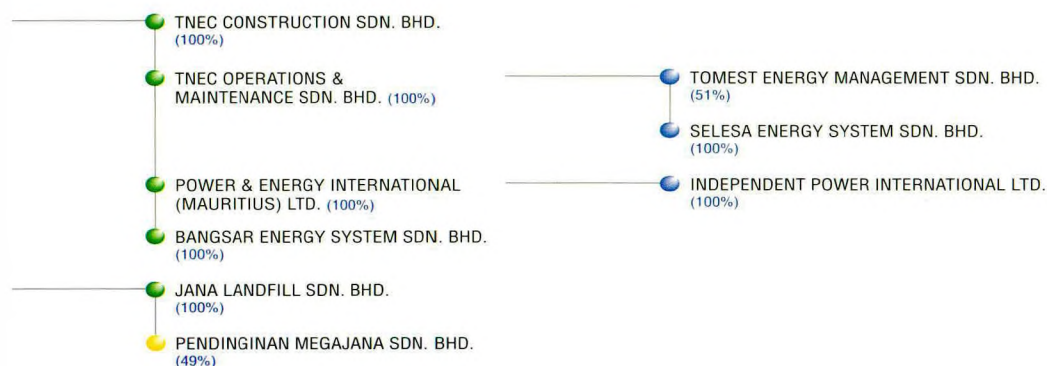 TNEC CONSTRUCTION SDN. BHD.
(100%)
TNEC OPERATIONS &
MAINTENANCE SDN. BHD. (100%)
POWER & ENERGY INTERNATIONAL
(MAURITIUS) LTD. (100%)
BANGSAR ENERGY SYSTEM SDN. BHD.
(100%)
JANA LANDFILL SDN. BHD.
(100%)
PENDINGINAN MEGAJANA SDN. BHD.
(49%)
TOMEST ENERGY MANAGEMENT SDN. BHD.
(51%)
SELESA ENERGY SYSTEM SDN. BHD.
(100%)
INDEPENDENT POWER INTERNATIONAL LTD.
(100%)